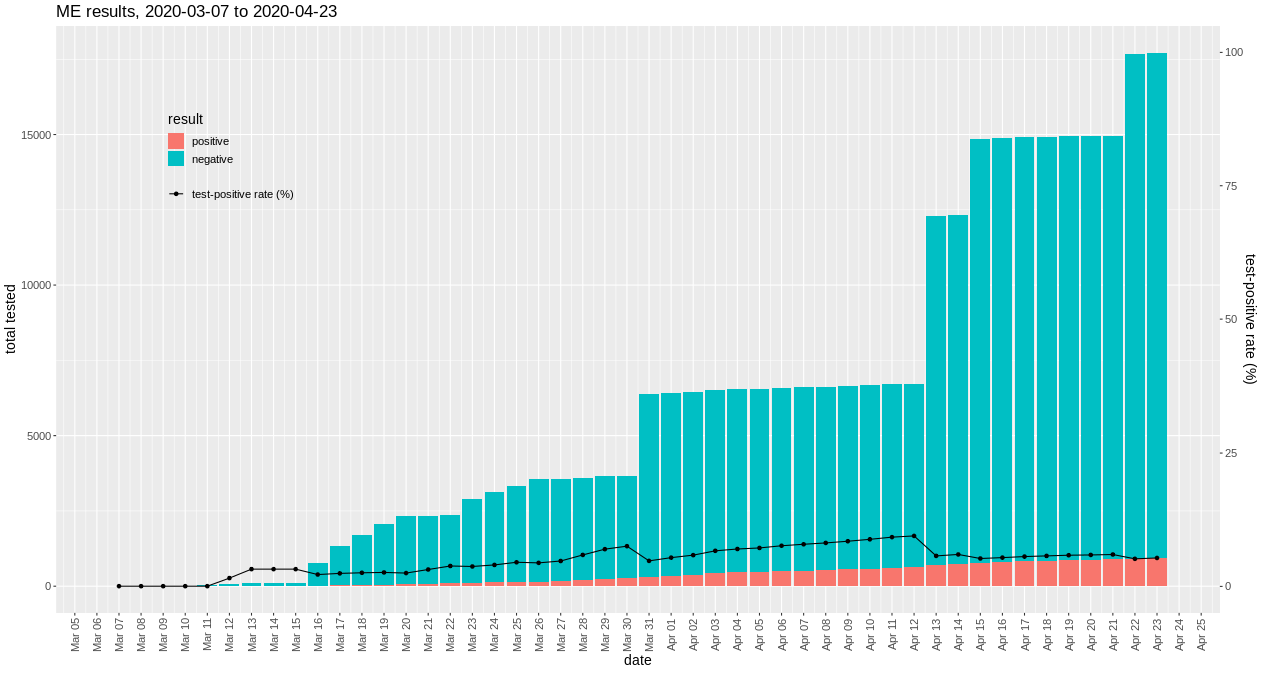 ME results, 2020-03-07 to 2020-04-23
result
positive
negative
test-positive rate (%)
total tested
15000
10000
5000
0
100
75
50
25
0
test-positive rate (%)
Mar 05
Mar 06
Mar 07
Mar 08
Mar 09
Mar 10
Mar 11
Mar 12
Mar 13
Mar 14
Mar 15
Mar 16
Mar 17
Mar 18
Mar 19
Mar 20
Mar 21
Mar 22
Mar 23
Mar 24
Mar 25
Mar 26
Mar 27
Mar 28
Mar 29
Mar 30
Mar 31
Apr 01
Apr 02
Apr 03
Apr 04
Apr 05
Apr 06
Apr 07
Apr 08
Apr 09
Apr 10
Apr 11
Apr 12
Apr 13
Apr 14
Apr 15
Apr 16
Apr 17
Apr 18
Apr 19
Apr 20
Apr 21
Apr 22
Apr 23
Apr 24
Apr 25
date